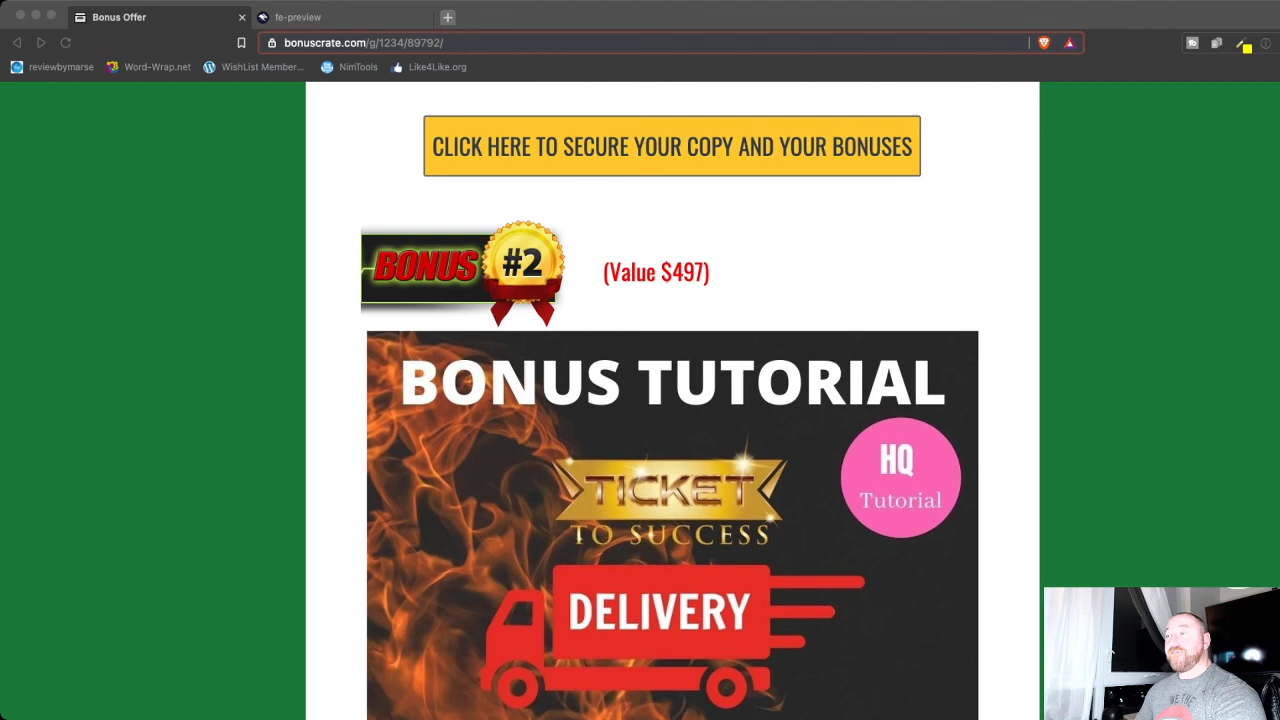 Bonus Offer
fe-preview
bonuscrate.com/g/1234/89792/
reviewbymarse
Word-Wrap.net
WishList Member...
NimTools
Like4Like.org
CLICK HERE TO SECURE YOUR COPY AND YOUR BONUSES
BONUS #2
(Value $497)
BONUS TUTORIAL
HQ
Tutorial
TICKET
TO SUCCESS
DELIVERY
WE THE